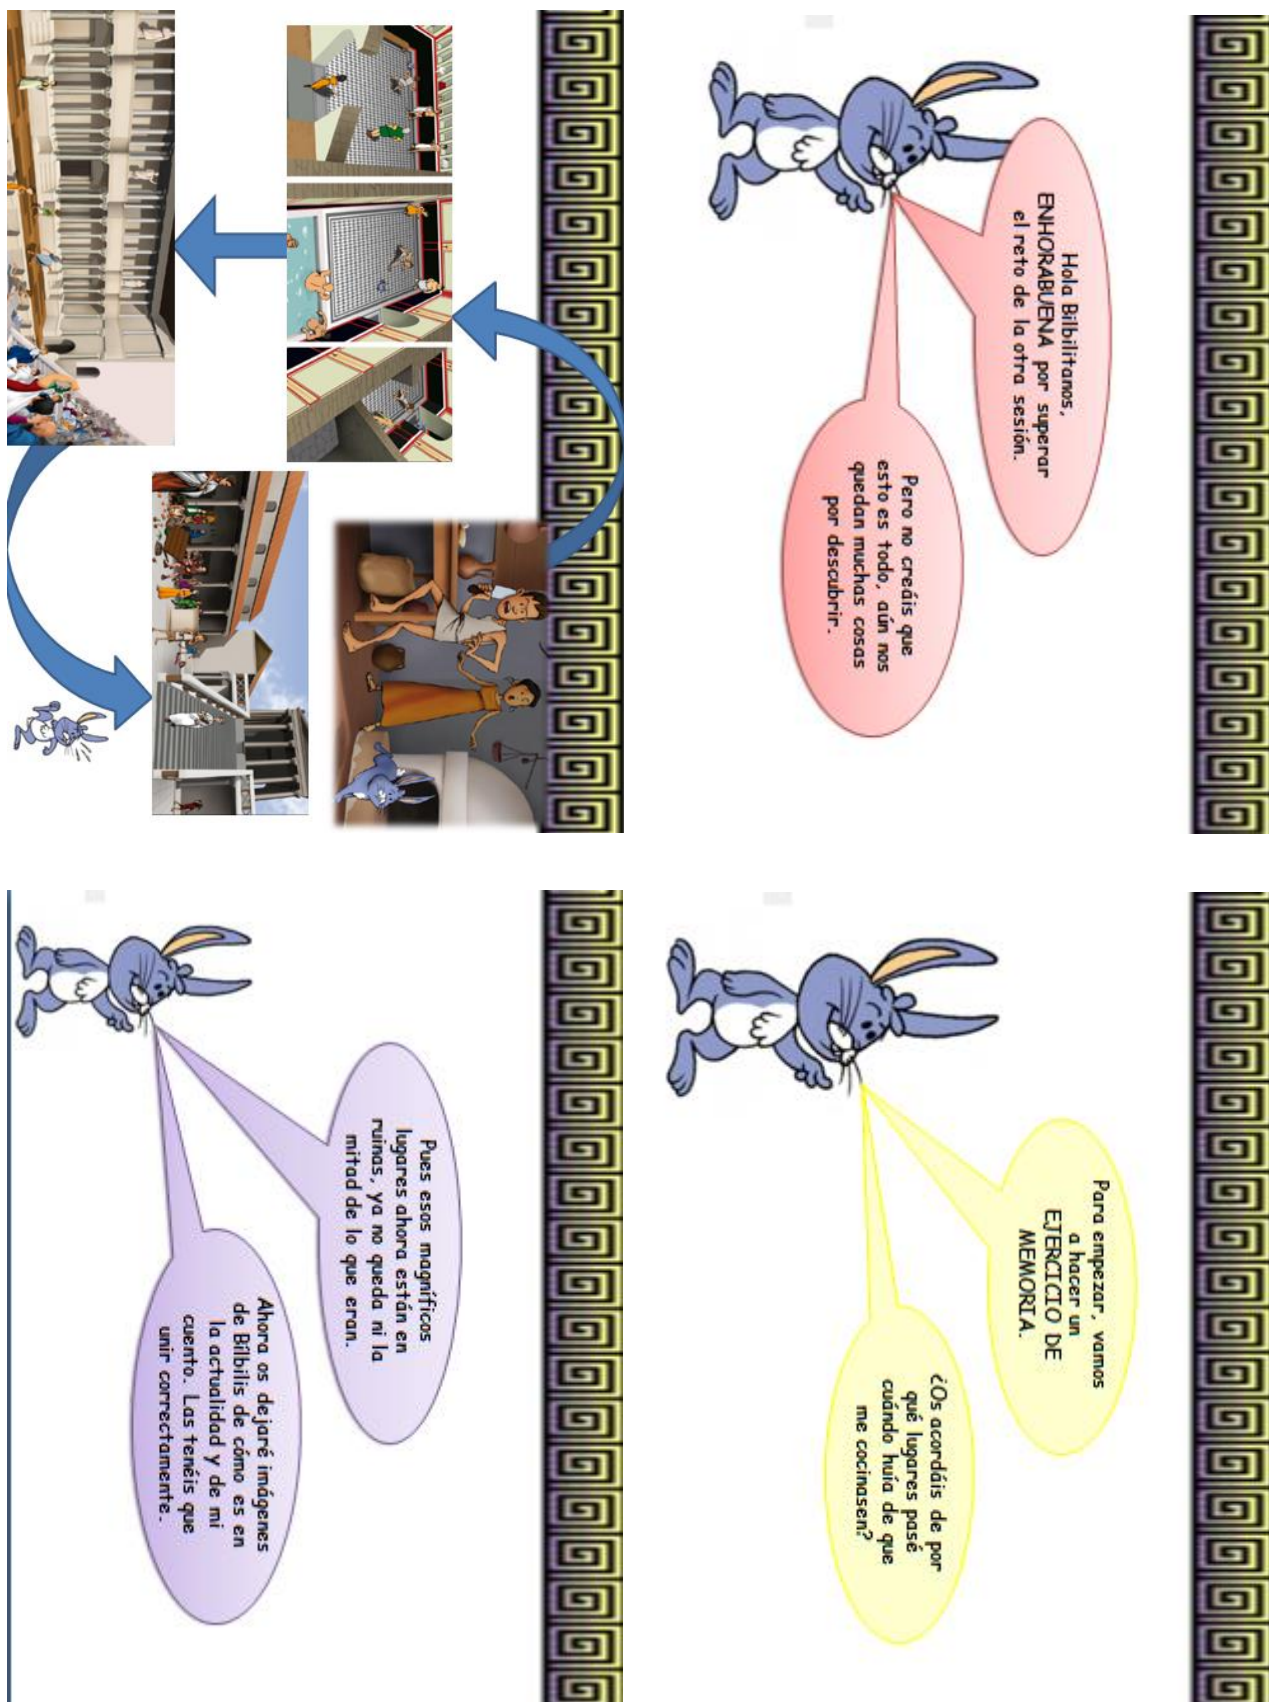 Hola Bilbilitanos,
ENHORABUENA por superar
el reto de la otra sesión.
Pero no creáis que
esto es todo, aún nos
quedan muchas cosas
por descubrir.
Para empezar, vamos
a hacer un
EJERCICIO DE
MEMORIA.
¿Os acordáis de por
qué lugares pasé
cuándo huía de que
me cocinasen?
Pues esos magníficos
lugares ahora están en
ruinas, ya no queda ni la
mitad de lo que eran.
Ahora os dejaré imágenes
de Bílbilis de cómo es en
la actualidad y de mi
cuento. Las tenéis que
unir correctamente.